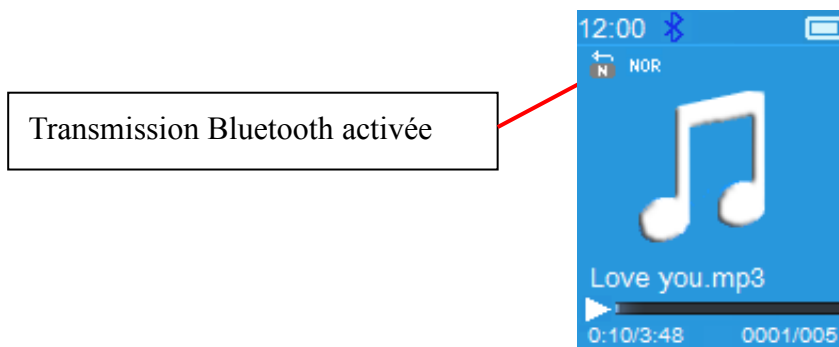 12:00
N NOR
Transmission Bluetooth activée
Love you.mp3
0:10/3:48 0001/005